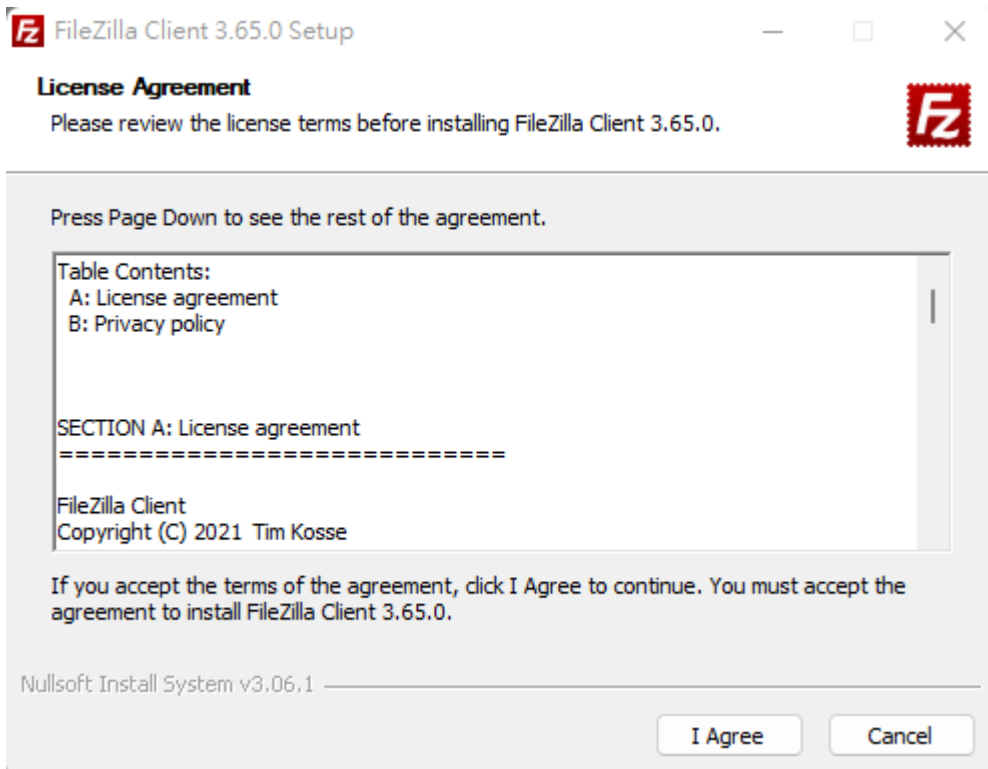 FileZilla Client 3.65.0 Setup
License Agreement
Please review the license terms before installing FileZilla Client 3.65.0.
Fz
Press Page Down to see the rest of the agreement.
Table Contents:
A: License agreement
B: Privacy policy
SECTION A: License agreement
============================
FileZilla Client
Copyright (C) 2021 Tim Kosse
If you accept the terms of the agreement, click I Agree to continue. You must accept the
agreement to install FileZilla Client 3.65.0.
Nullsoft Install System v3.06.1
I Agree
Cancel